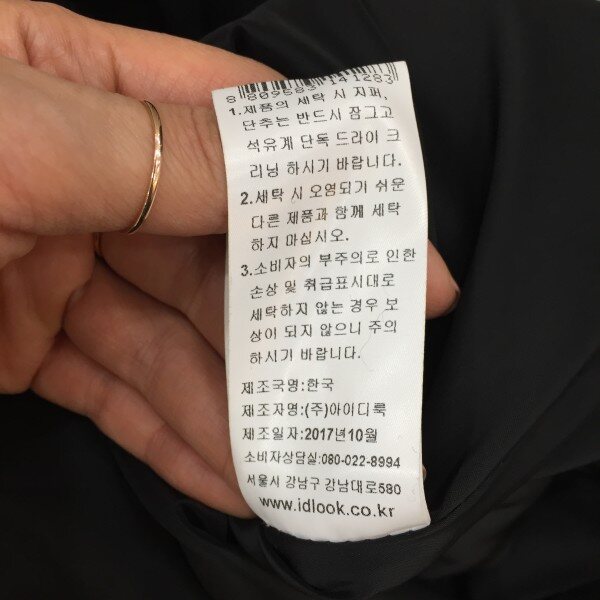 8 809583 141283
1.제품의 세탁 시 지퍼,
단추는 반드시 잠그고
석유계 단독 드라이 크
리닝 하시기 바랍니다.
2.세탁 시 오염되기 쉬운
다른 제품과 함께 세탁
하지 마십시오.
3.소비자의 부주의로 인한
손상 및 취급표시대로
세탁하지 않는 경우 보
상이 되지 않으니 주의
하시기 바랍니다.
제조국명:한국
제조자명:(주)아이디룩
제조일자:2017년10월
소비자상담실:080-022-8994
서울시 강남구 강남대로580
www.idlook.co.kr